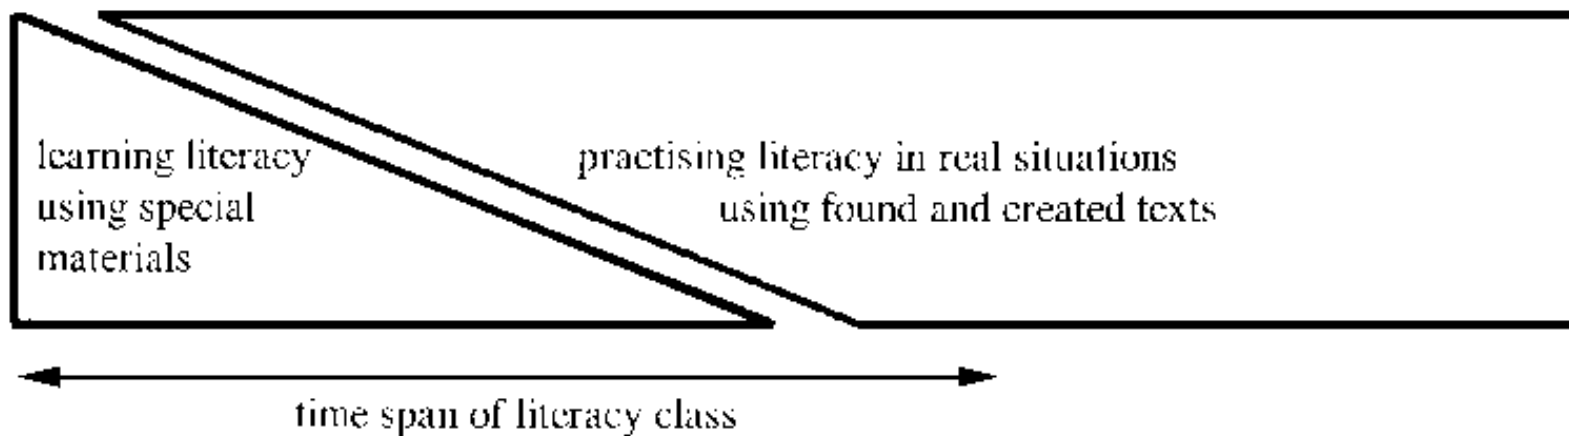 learning literacy
using special
materials
practising literacy in real situations
using found and created texts
time span of literacy class